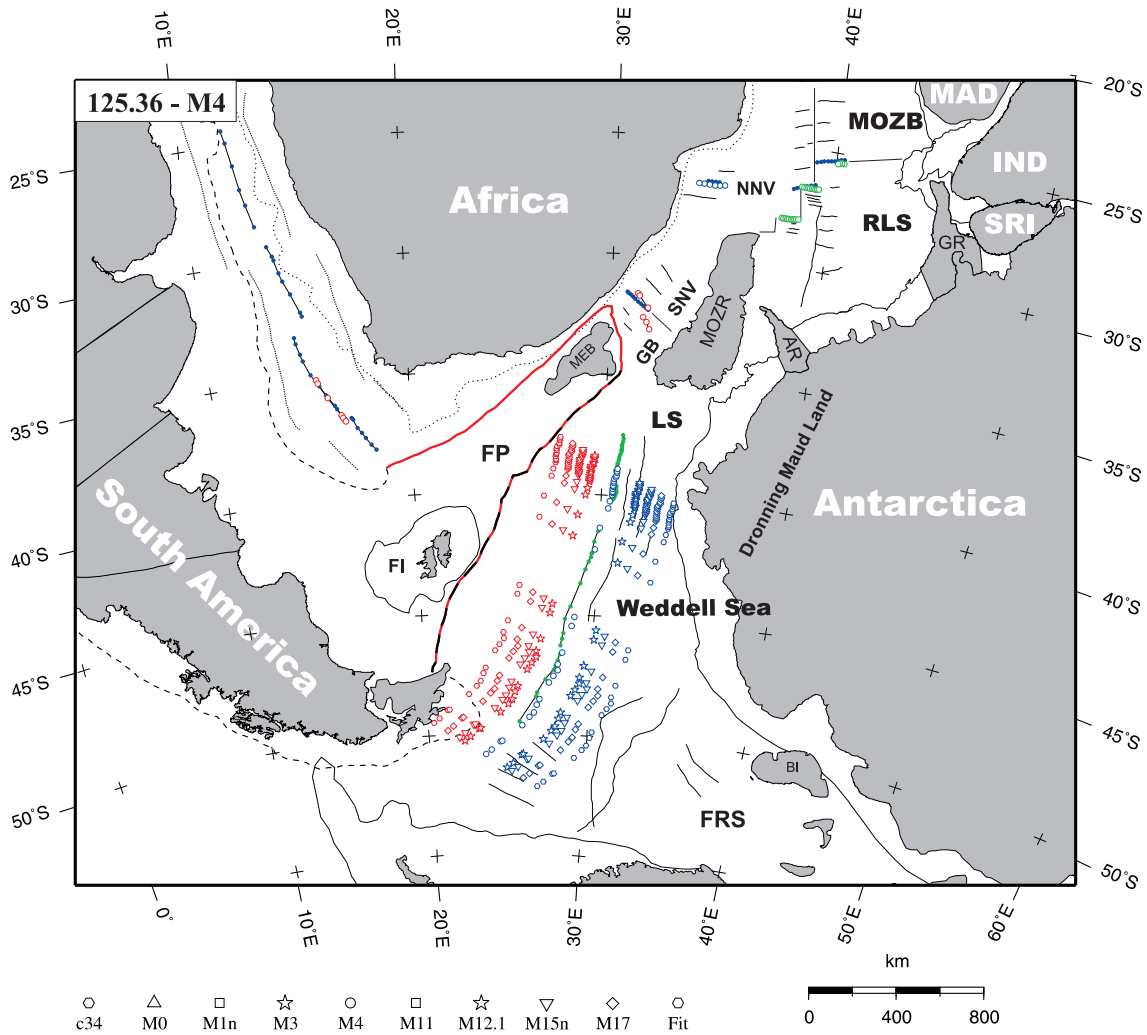 10˚E
20˚E
30˚E
40˚E
125.36 - M4
20˚S
MAD
MOZB
IND
25˚S
NNV
Africa
25˚S
RLS
SRI
GR
30˚S
SNV
MOZR
30˚S
MEB
GB
AR
LS
35˚S
FP
35˚S
South America
Dronning Maud Land
Antarctica
40˚S
FI
Weddell Sea
40˚S
45˚S
45˚S
BI
50˚S
FRS
50˚S
0˚
10˚E
20˚E
30˚E
40˚E
50˚E
60˚E
km
0 400 800
c34 M0 M1n M3 M4 M11 M12.1 M15n M17 Fit